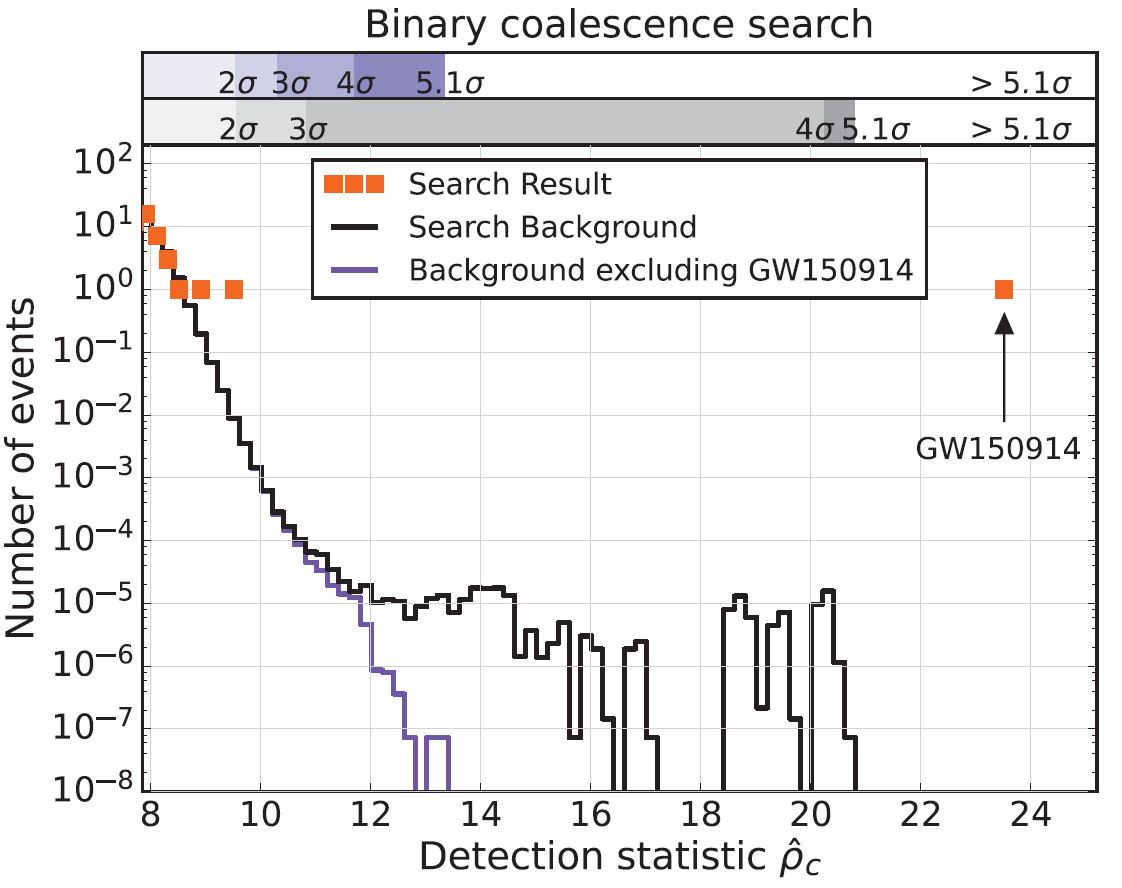 Binary coalescence search
2σ 3σ 4σ 5.1σ > 5.1σ
2σ 3σ 4σ 5.1σ > 5.1σ
Search Result
Search Background
Background excluding GW150914
GW150914
Number of events
10²
10¹
10⁰
10⁻¹
10⁻²
10⁻³
10⁻⁴
10⁻⁵
10⁻⁶
10⁻⁷
10⁻⁸
8 10 12 14 16 18 20 22 24
Detection statistic ρ̂c